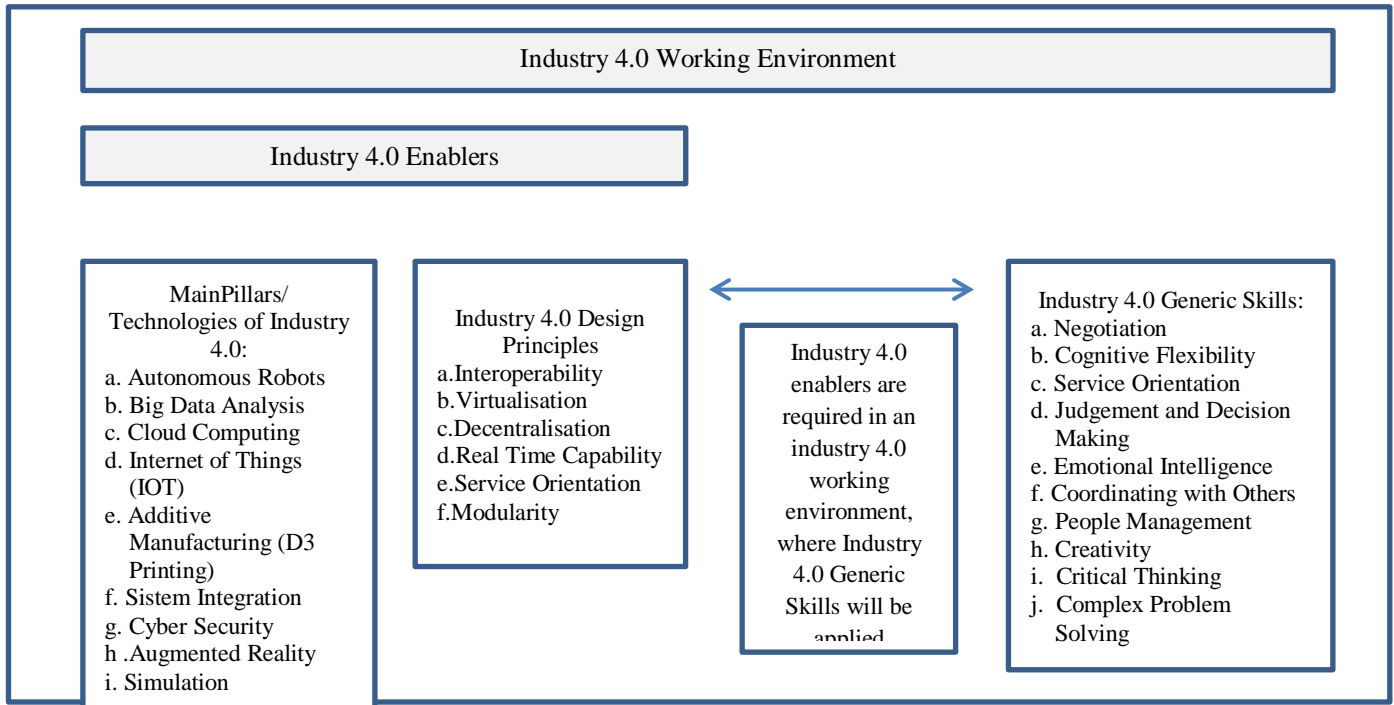 Industry 4.0 Working Environment
Industry 4.0 Enablers
MainPillars/
Technologies of Industry
4.0:
a. Autonomous Robots
b. Big Data Analysis
c. Cloud Computing
d. Internet of Things
(IOT)
e. Additive
Manufacturing (D3
Printing)
f. Sistem Integration
g. Cyber Security
h .Augmented Reality
i. Simulation
Industry 4.0 Design
Principles
a.Interoperability
b.Virtualisation
c.Decentralisation
d.Real Time Capability
e.Service Orientation
f.Modularity
Industry 4.0
enablers are
required in an
industry 4.0
working
environment,
where Industry
4.0 Generic
Skills will be
applied
Industry 4.0 Generic Skills:
a. Negotiation
b. Cognitive Flexibility
c. Service Orientation
d. Judgement and Decision
Making
e. Emotional Intelligence
f. Coordinating with Others
g. People Management
h. Creativity
i. Critical Thinking
j. Complex Problem
Solving